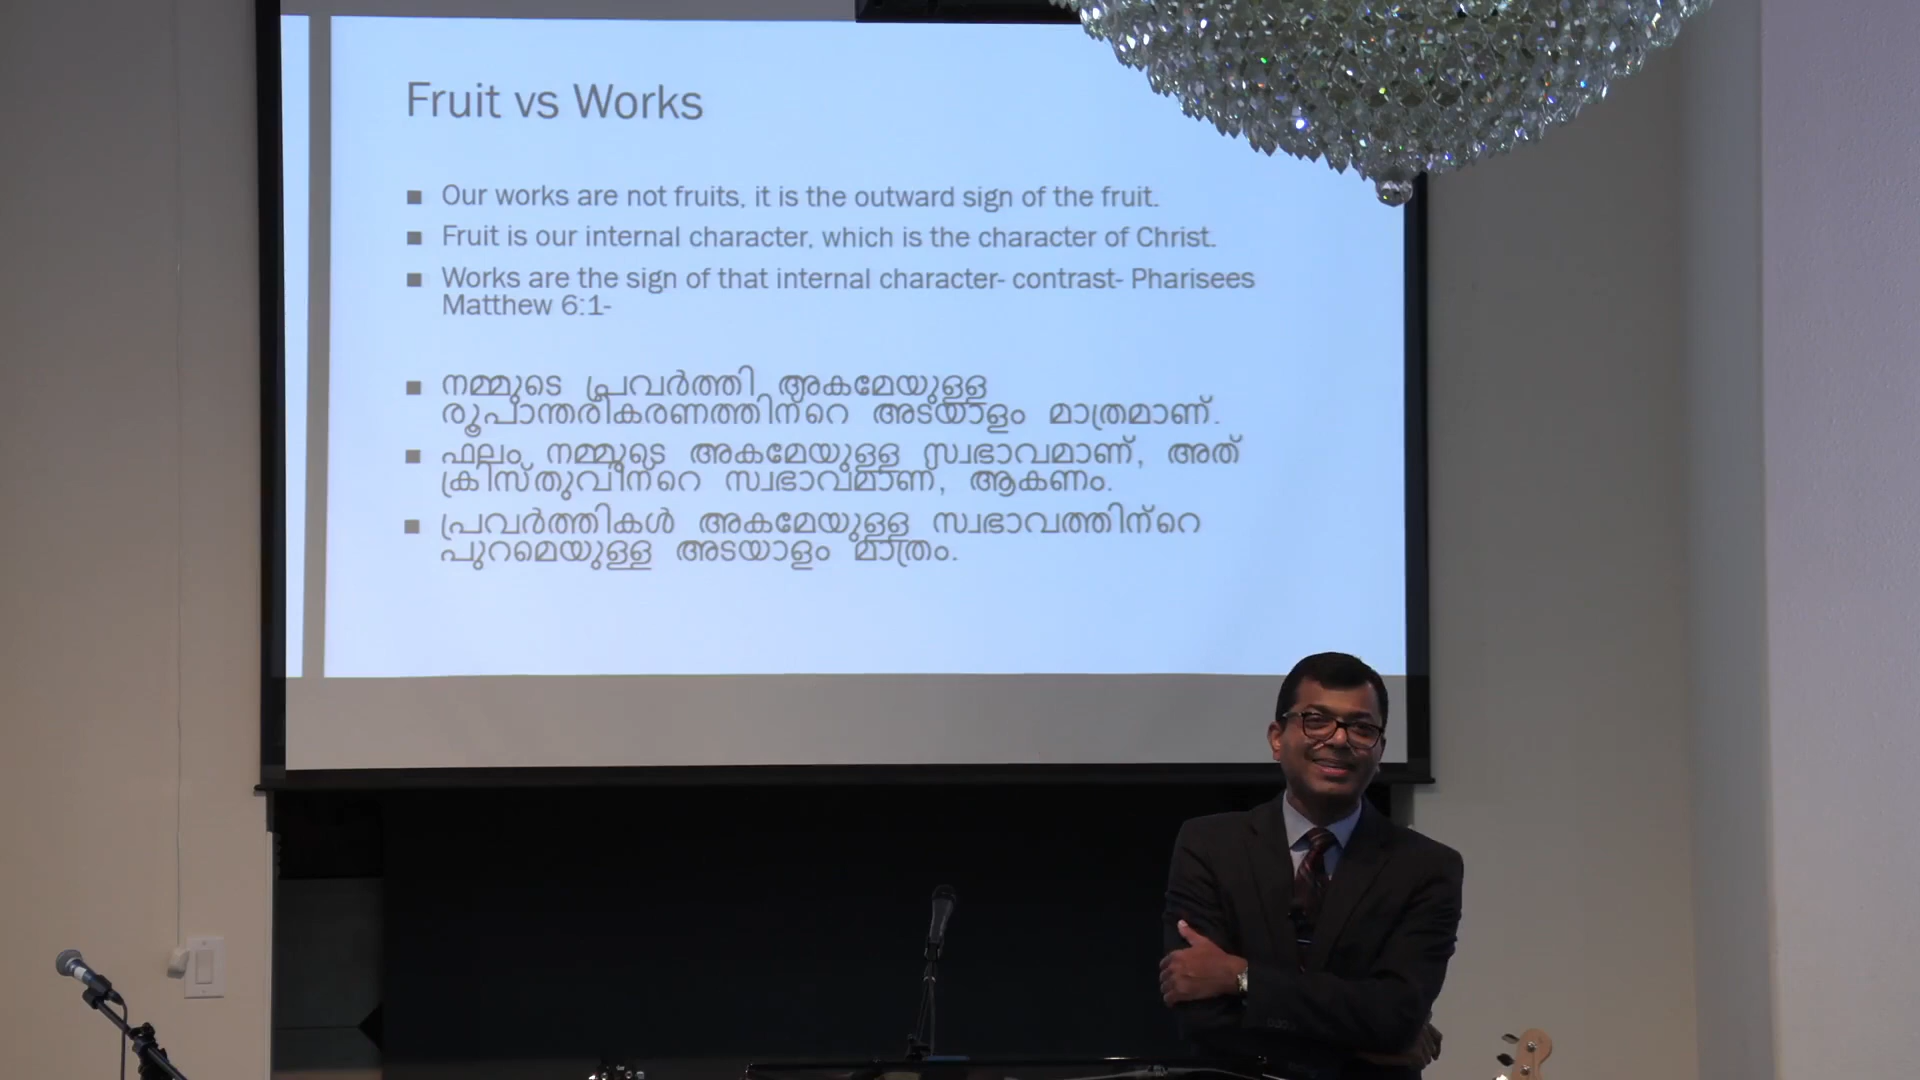 Fruit vs Works
Our works are not fruits, it is the outward sign of the fruit.
Fruit is our internal character, which is the character of Christ.
Works are the sign of that internal character- contrast- Pharisees
Matthew 6:1-
നമ്മുടെ പ്രവർത്തി അകമേയുള്ള
രൂപാന്തരീകരണത്തിന്റെ അടയാളം മാത്രമാണ്.
ഫലം നമ്മുടെ അകമേയുള്ള സ്വഭാവമാണ്, അത്
ക്രിസ്തുവിന്റെ സ്വഭാവമാണ്, ആകണം.
പ്രവർത്തികൾ അകമേയുള്ള സ്വഭാവത്തിന്റെ
പുറമെയുള്ള അടയാളം മാത്രം.